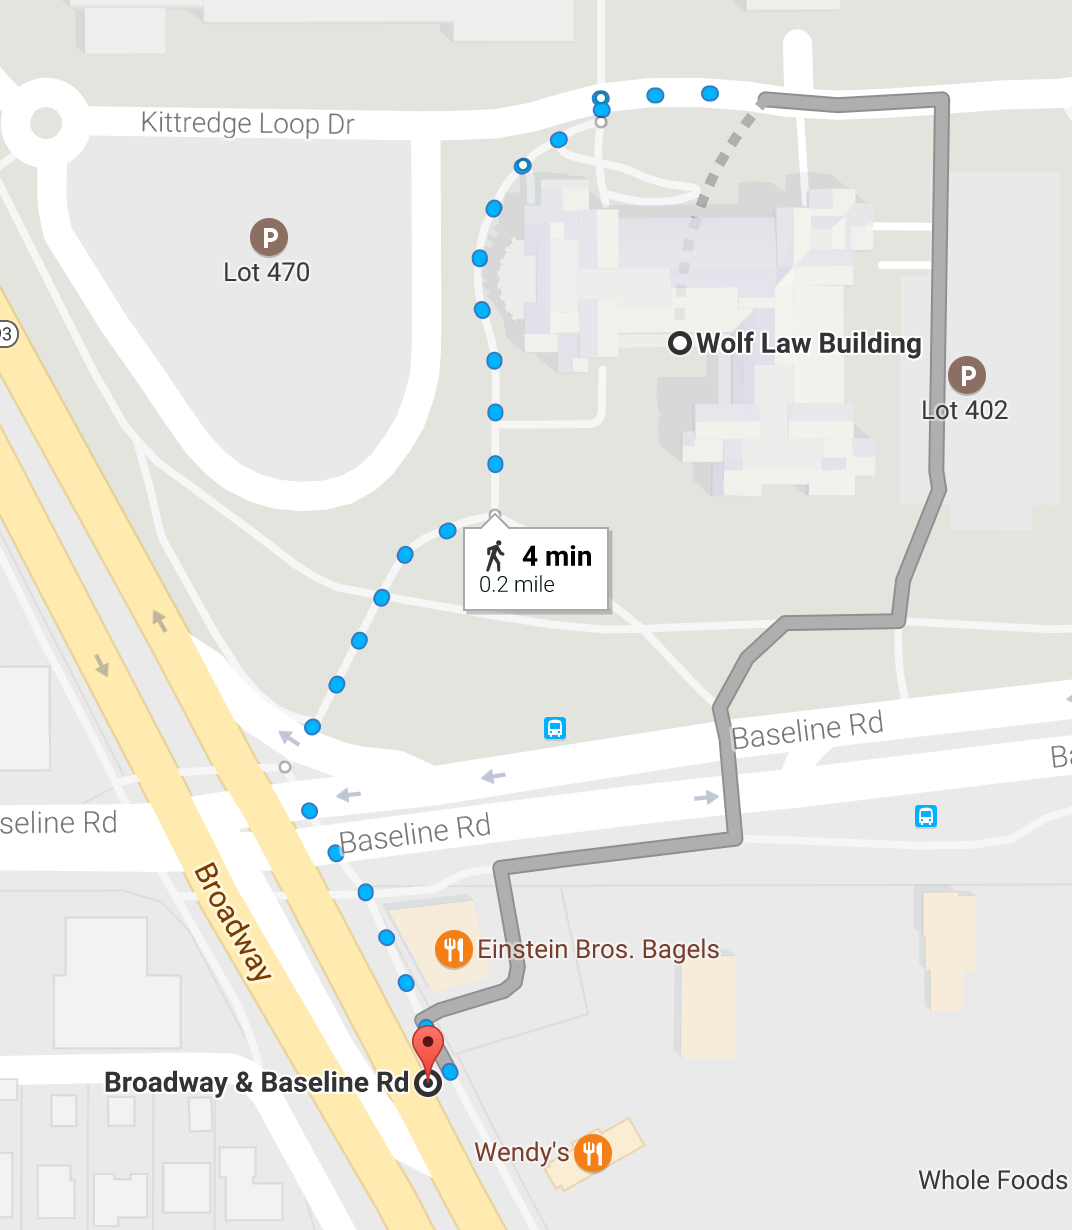 Kittredge Loop Dr
P
Lot 470
93
Wolf Law Building
P
Lot 402
4 min
0.2 mile
Baseline Rd
Baseline Rd
seline Rd
Ba
Broadway
Einstein Bros. Bagels
Broadway & Baseline Rd
Wendy's
Whole Foods